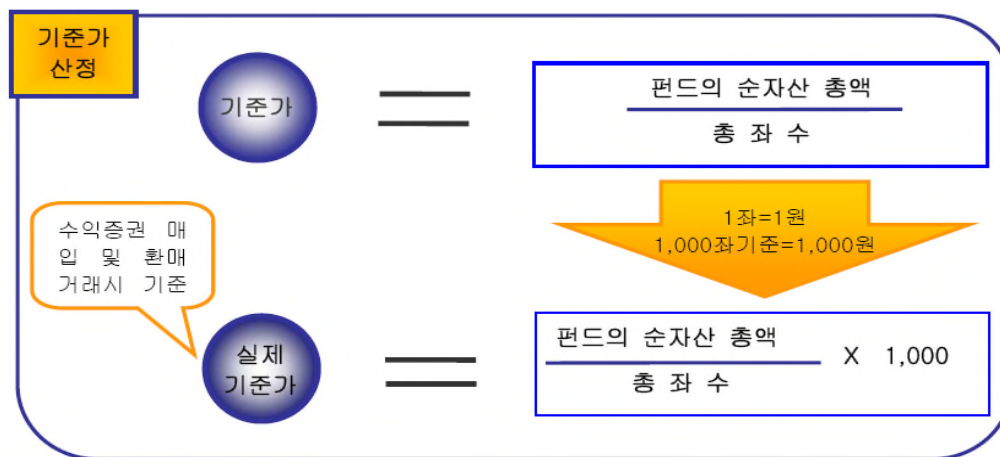 기준가
산정
기준가
펀드의 순자산 총액
총 좌 수
1좌=1원
1,000좌기준=1,000원
수익증권 매
입 및 환매
거래시 기준
실제
기준가
펀드의 순자산 총액
총 좌 수
X 1,000